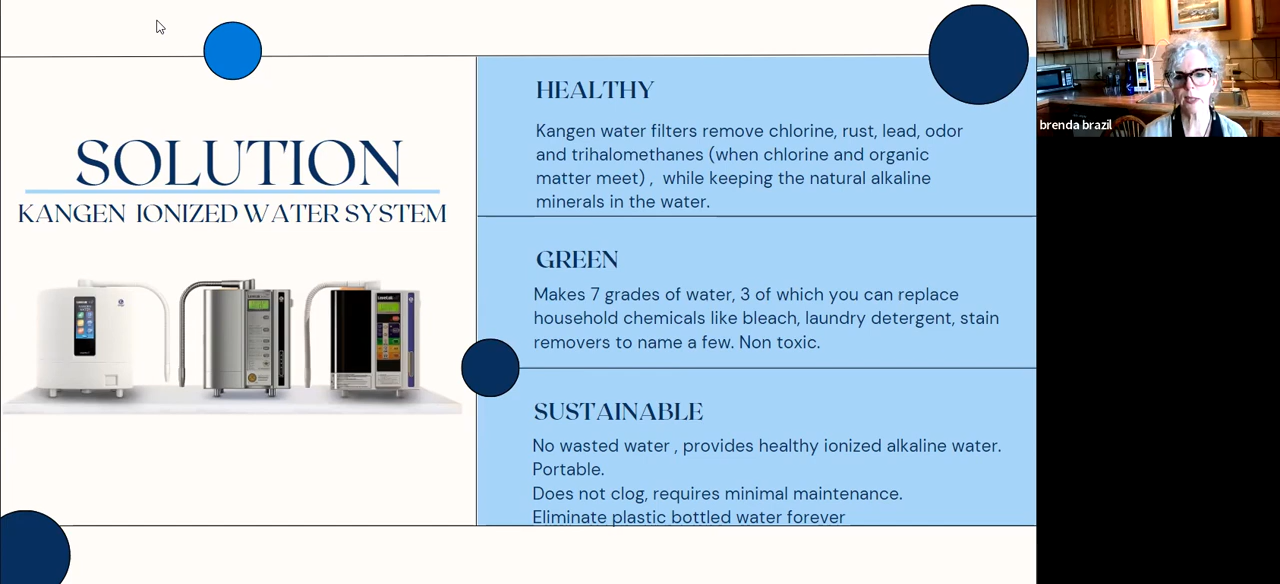 SOLUTION
KANGEN IONIZED WATER SYSTEM
HEALTHY
Kangen water filters remove chlorine, rust, lead, odor
and trihalomethanes (when chlorine and organic
matter meet) , while keeping the natural alkaline
minerals in the water.
GREEN
Makes 7 grades of water, 3 of which you can replace
household chemicals like bleach, laundry detergent, stain
removers to name a few. Non toxic.
SUSTAINABLE
No wasted water , provides healthy ionized alkaline water.
Portable.
Does not clog, requires minimal maintenance.
Eliminate plastic bottled water forever
brenda brazil